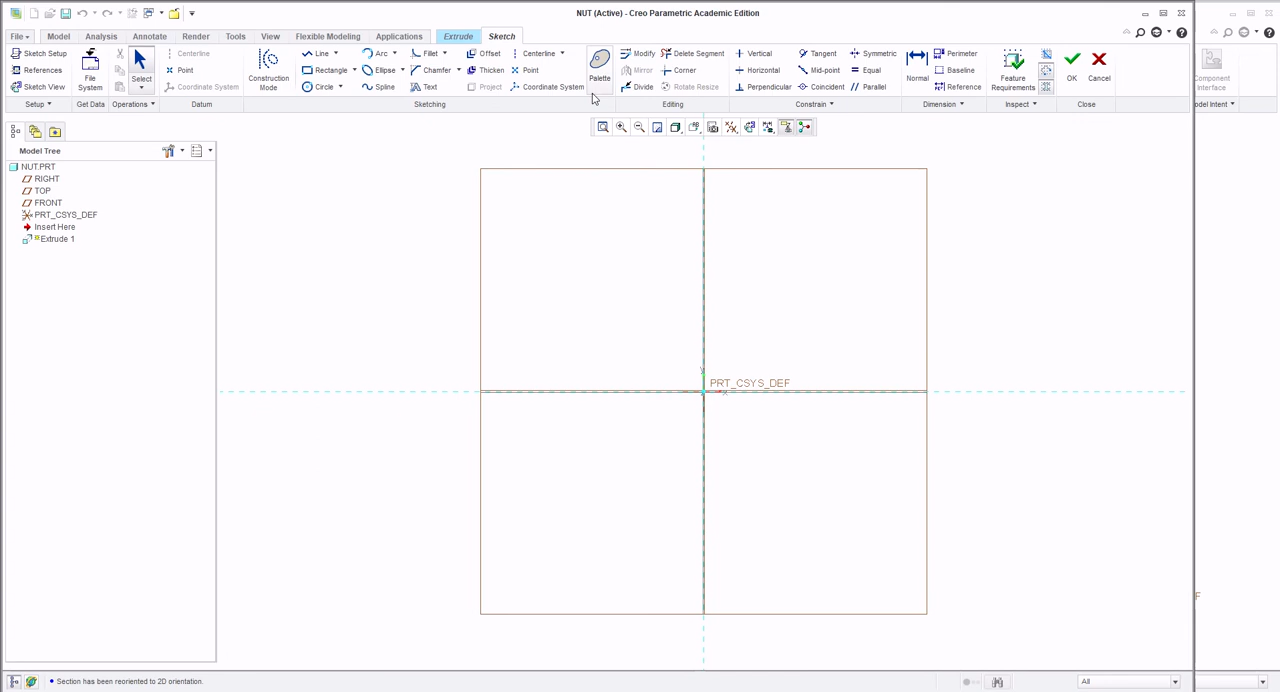 NUT (Active) - Creo Parametric Academic Edition
File Model Analysis Annotate Render Tools View Flexible Modeling Applications Extrude Sketch
Sketch Setup Centerline Line Arc Fillet Offset Centerline Modify Delete Segment Vertical Tangent Symmetric Perimeter
References Point Rectangle Ellipse Chamfer Thicken Point Mirror Corner Horizontal Mid-point Equal Baseline
File System Select Construction Mode Palette Normal Feature Requirements OK Cancel Component Interface
Sketch View Coordinate System Circle Spline Text Project Coordinate System Divide Rotate Resize Perpendicular Coincident Parallel Reference
Setup Get Data Operations Datum Sketching Editing Constrain Dimension Inspect Close odel Intent
Model Tree
NUT.PRT
RIGHT
TOP
FRONT
PRT_CSYS_DEF
Insert Here
Extrude 1
PRT_CSYS_DEF
y
x
F
Section has been reoriented to 2D orientation.
All